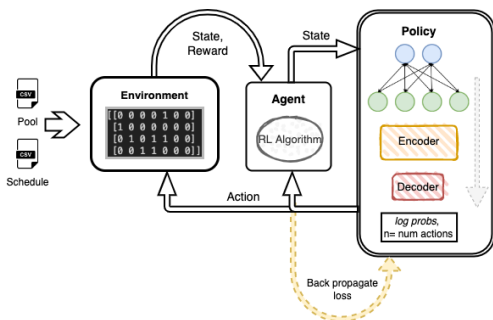 CSV
Pool
CSV
Schedule
Environment
[[0 0 0 0 1 0 0]
[1 0 0 0 0 0 0]
[0 1 0 1 1 0 0]
[0 0 1 1 0 0 0]]
State,
Reward
Agent
RL Algorithm
State
Action
Policy
Encoder
Decoder
log probs,
n= num actions
Back propagate
loss